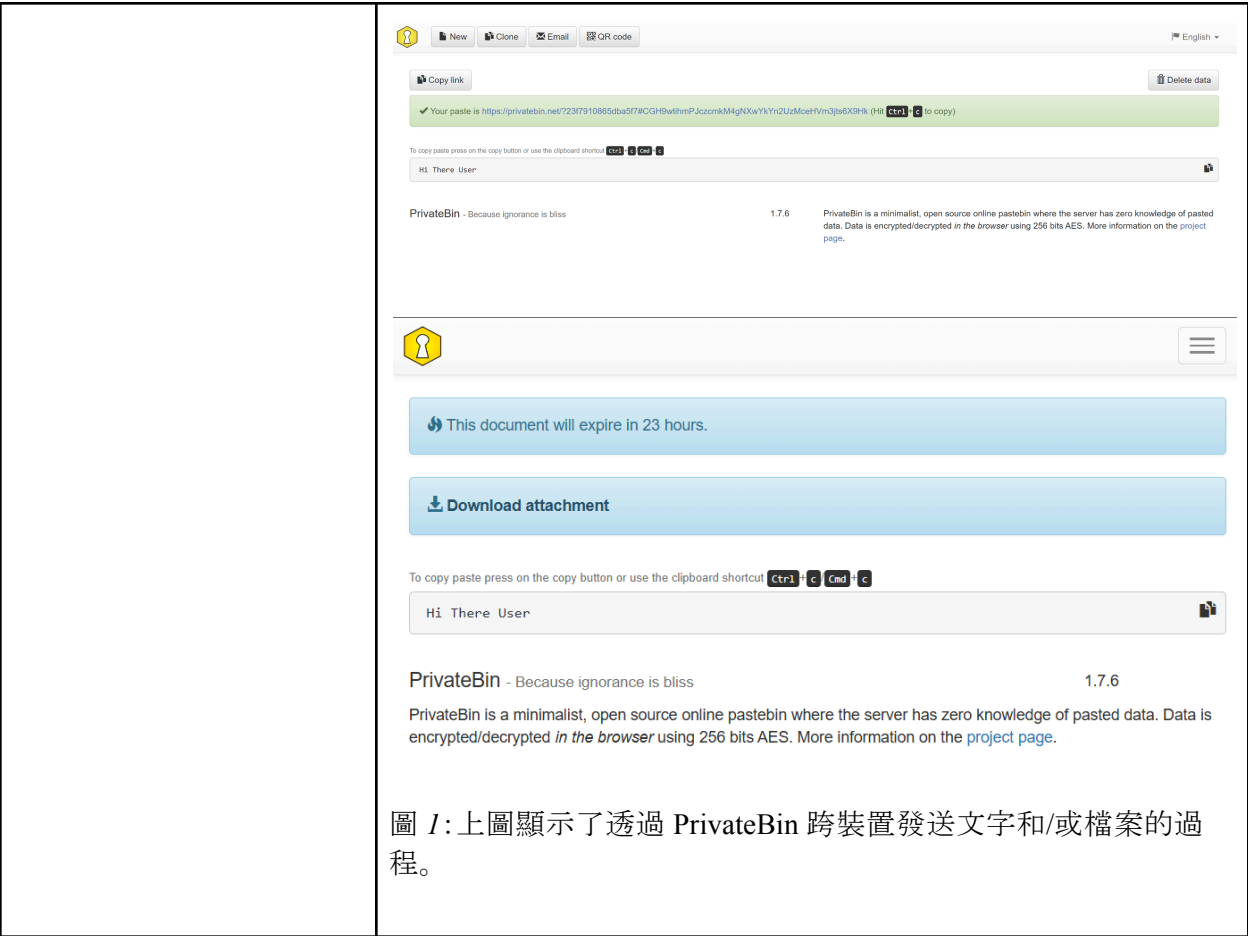 New Clone Email QR code English
Copy link Delete data
Your paste is https://privatebin.net/?23f7910865dba5f7#CGH9wtihmPJczcmkM4gNXwYkYn2UzMceHVm3jts6X9Hk (Hit Ctrl + c to copy)
To copy paste press on the copy button or use the clipboard shortcut Ctrl + c / Cmd + c
Hi There User
PrivateBin - Because ignorance is bliss 1.7.6 PrivateBin is a minimalist, open source online pastebin where the server has zero knowledge of pasted
data. Data is encrypted/decrypted in the browser using 256 bits AES. More information on the project
page.
This document will expire in 23 hours.
Download attachment
To copy paste press on the copy button or use the clipboard shortcut Ctrl + c / Cmd + c
Hi There User
PrivateBin - Because ignorance is bliss 1.7.6
PrivateBin is a minimalist, open source online pastebin where the server has zero knowledge of pasted data. Data is
encrypted/decrypted in the browser using 256 bits AES. More information on the project page.
圖 1:上圖顯示了透過 PrivateBin 跨裝置發送文字和/或檔案的過
程。